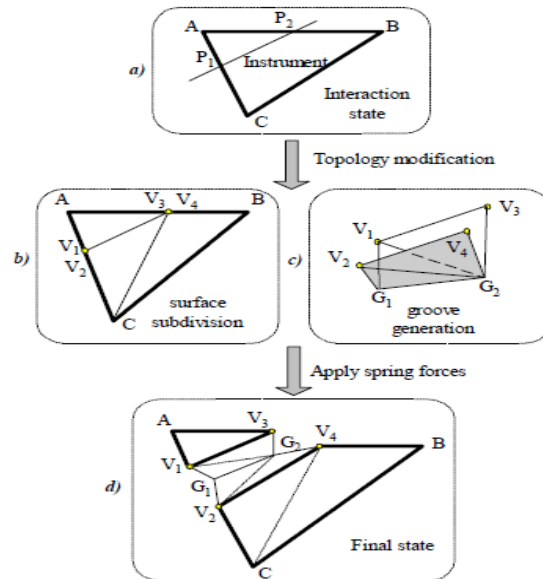 P2
A
B
P1
Instrument
a)
Interaction
state
C
Topology modification
A
V3 V4
B
V3
V1
V1
b)
V2
c)
V2
V4
surface
subdivision
G1
G2
C
groove
generation
Apply spring forces
A
V3
V4
B
G2
V1
d)
G1
V2
Final state
C